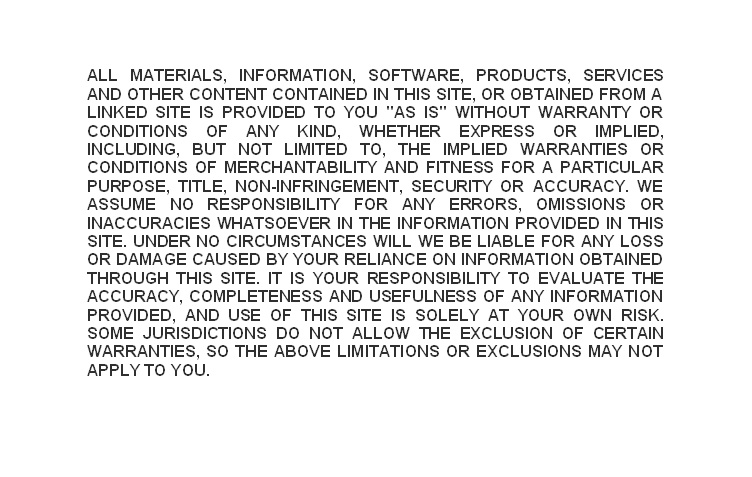 ALL MATERIALS, INFORMATION, SOFTWARE, PRODUCTS, SERVICES
AND OTHER CONTENT CONTAINED IN THIS SITE, OR OBTAINED FROM A
LINKED SITE IS PROVIDED TO YOU "AS IS" WITHOUT WARRANTY OR
CONDITIONS OF ANY KIND, WHETHER EXPRESS OR IMPLIED,
INCLUDING, BUT NOT LIMITED TO, THE IMPLIED WARRANTIES OR
CONDITIONS OF MERCHANTABILITY AND FITNESS FOR A PARTICULAR
PURPOSE, TITLE, NON-INFRINGEMENT, SECURITY OR ACCURACY. WE
ASSUME NO RESPONSIBILITY FOR ANY ERRORS, OMISSIONS OR
INACCURACIES WHATSOEVER IN THE INFORMATION PROVIDED IN THIS
SITE. UNDER NO CIRCUMSTANCES WILL WE BE LIABLE FOR ANY LOSS
OR DAMAGE CAUSED BY YOUR RELIANCE ON INFORMATION OBTAINED
THROUGH THIS SITE. IT IS YOUR RESPONSIBILITY TO EVALUATE THE
ACCURACY, COMPLETENESS AND USEFULNESS OF ANY INFORMATION
PROVIDED, AND USE OF THIS SITE IS SOLELY AT YOUR OWN RISK.
SOME JURISDICTIONS DO NOT ALLOW THE EXCLUSION OF CERTAIN
WARRANTIES, SO THE ABOVE LIMITATIONS OR EXCLUSIONS MAY NOT
APPLY TO YOU.